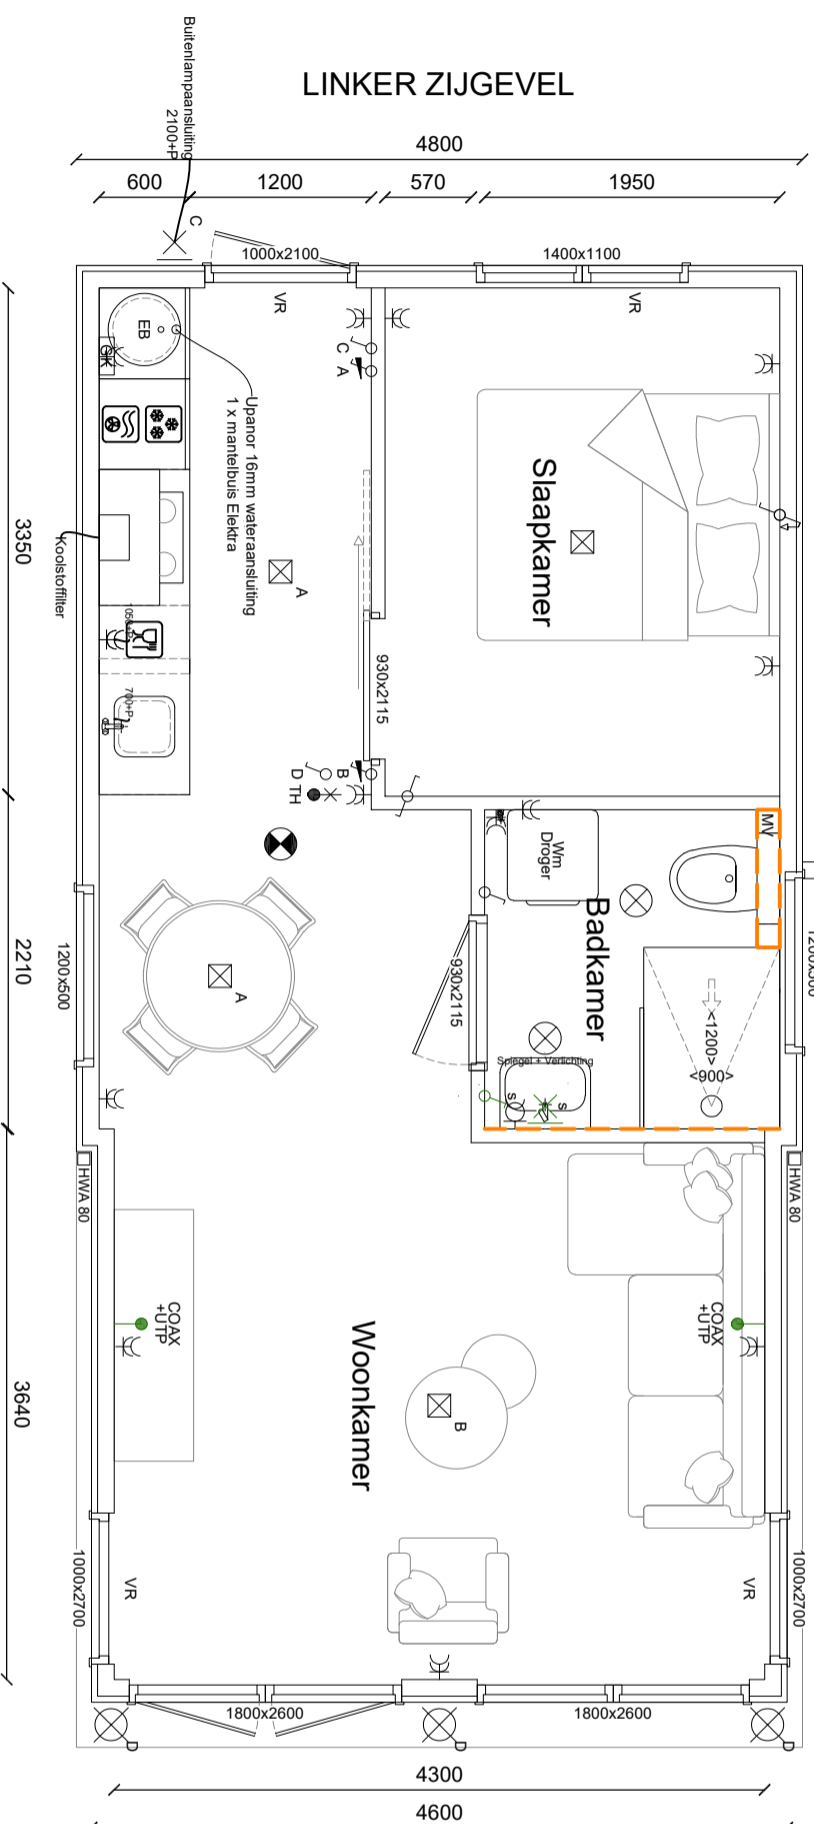 LINKER ZIJGEVEL
Buitenlampaansluiting
2100+P
4800
600
1200
570
1950
C
1000x2100
1400x1100
VR
VR
EB
C
A
Upanor 16mm wateraansluiting
1 x mantelbuis Elektra
Slaapkamer
A
3350
Koolstoffilter
1050+P
700+P
930x2115
B
D
TH
MV
Wm
Droger
Badkamer
2210
1200x500
A
930x2115
<1200>
<900>
Spiegel + Verlichting
s
s
HWA 80
HWA 80
COAX
+UTP
COAX
+UTP
Woonkamer
B
3640
1000x2700
VR
VR
1000x2700
1800x2600
1800x2600
D
D
D
4300
4600